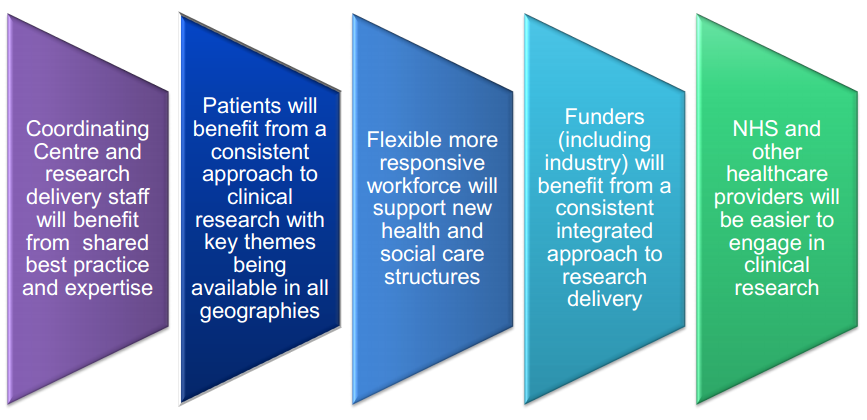 Coordinating
Centre and
research
delivery staff
will benefit
from shared
best practice
and expertise
Patients will
benefit from a
consistent
approach to
clinical
research with
key themes
being
available in all
geographies
Flexible more
responsive
workforce will
support new
health and
social care
structures
Funders
(including
industry) will
benefit from a
consistent
integrated
approach to
research
delivery
NHS and
other
healthcare
providers will
be easier to
engage in
clinical
research